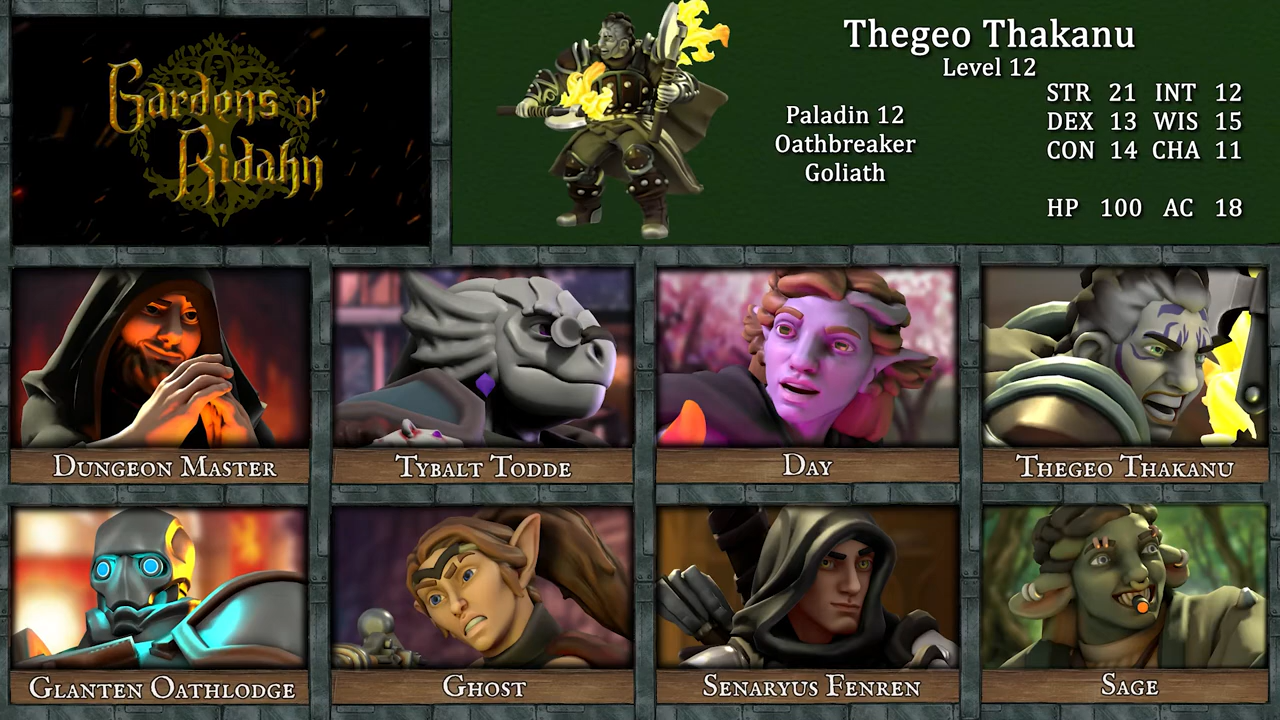 Gardens of
Ridahn
Thegeo Thakanu
Level 12
Paladin 12
Oathbreaker
Goliath
STR 21 INT 12
DEX 13 WIS 15
CON 14 CHA 11
HP 100 AC 18
Dungeon Master
Tybalt Todde
Day
Thegeo Thakanu
Glanten Oathlodge
Ghost
Senaryus Fenren
Sage